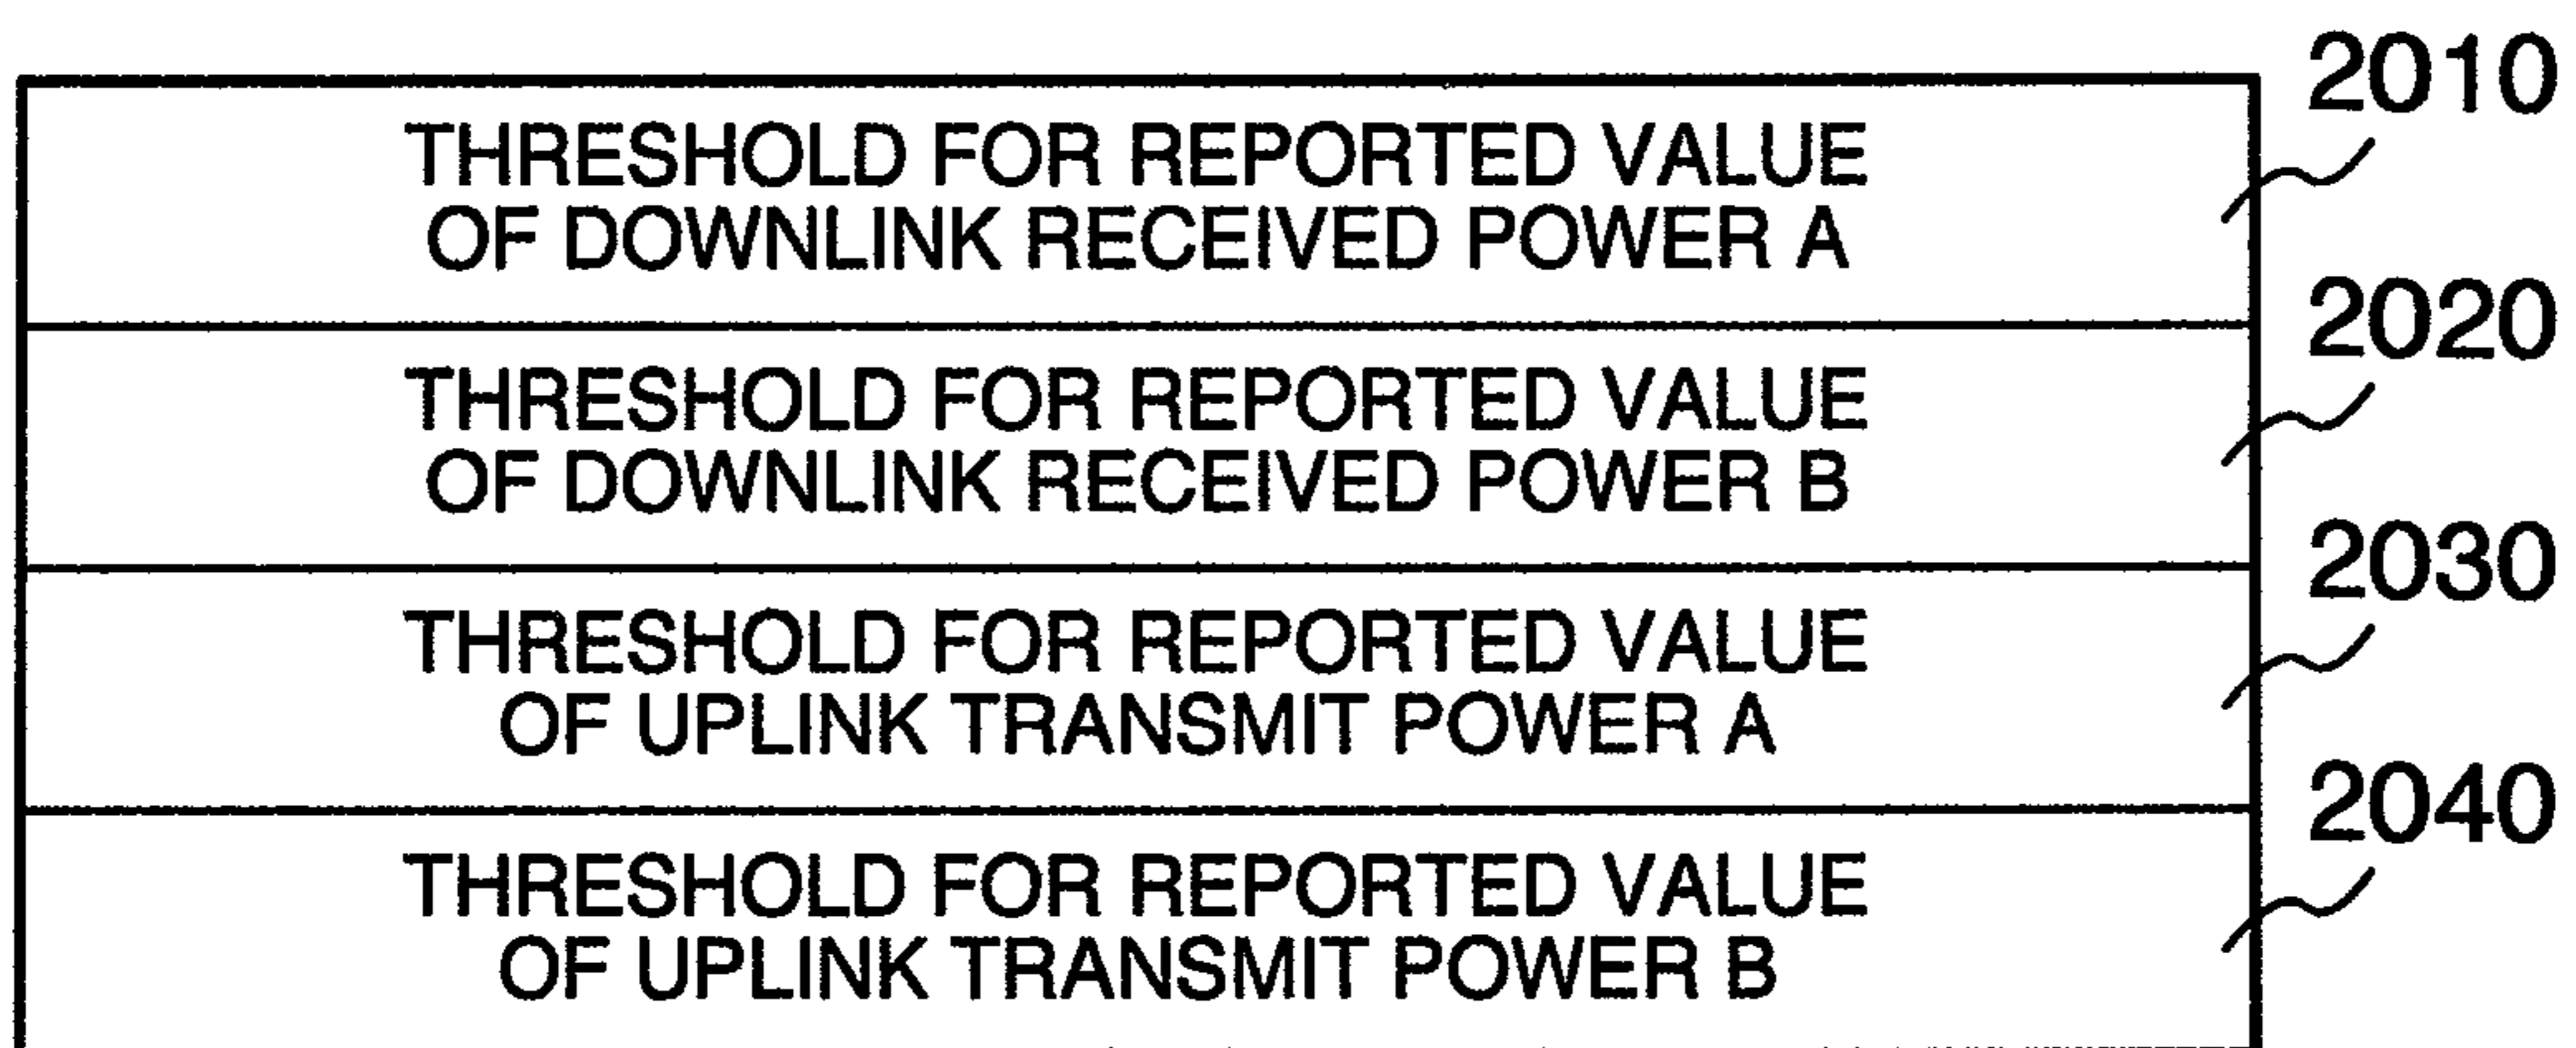 2010
THRESHOLD FOR REPORTED VALUE
OF DOWNLINK RECEIVED POWER A
2020
THRESHOLD FOR REPORTED VALUE
OF DOWNLINK RECEIVED POWER B
2030
THRESHOLD FOR REPORTED VALUE
OF UPLINK TRANSMIT POWER A
2040
THRESHOLD FOR REPORTED VALUE
OF UPLINK TRANSMIT POWER B